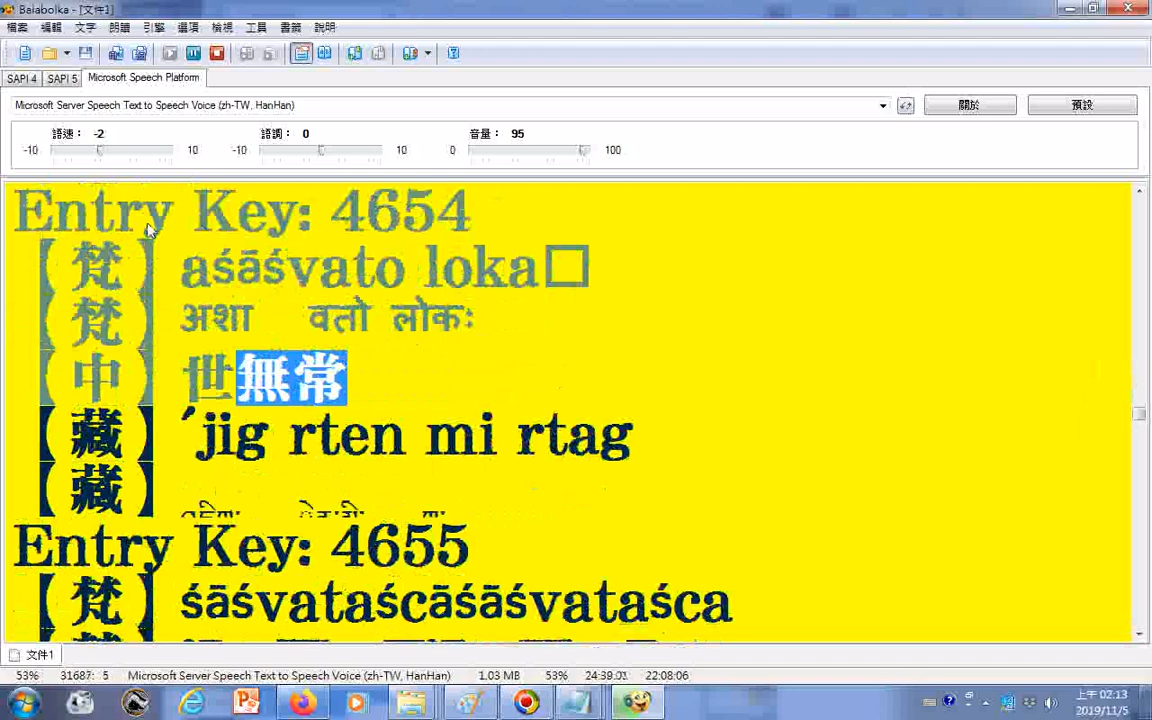 Balabolka - [文件1]
檔案 編輯 文字 朗讀 引擎 選項 檢視 工具 書籤 說明
SAPI 4 SAPI 5 Microsoft Speech Platform
Microsoft Server Speech Text to Speech Voice (zh-TW, HanHan) 關於 預設
語速： -2 語調： 0 音量： 95
-10 10 -10 10 0 100
Entry Key: 4654
【梵】 aśāśvato loka□
【梵】 अशा वतो लोकः
【中】 世無常
【藏】 'jig rten mi rtag
【藏】
Entry Key: 4655
【梵】 śāśvataścāśāśvataśca
文件1
53% 31687: 5 Microsoft Server Speech Text to Speech Voice (zh-TW, HanHan) 1.03 MB 53% 24:39:01 22:08:06
上午 02:13
2019/11/5